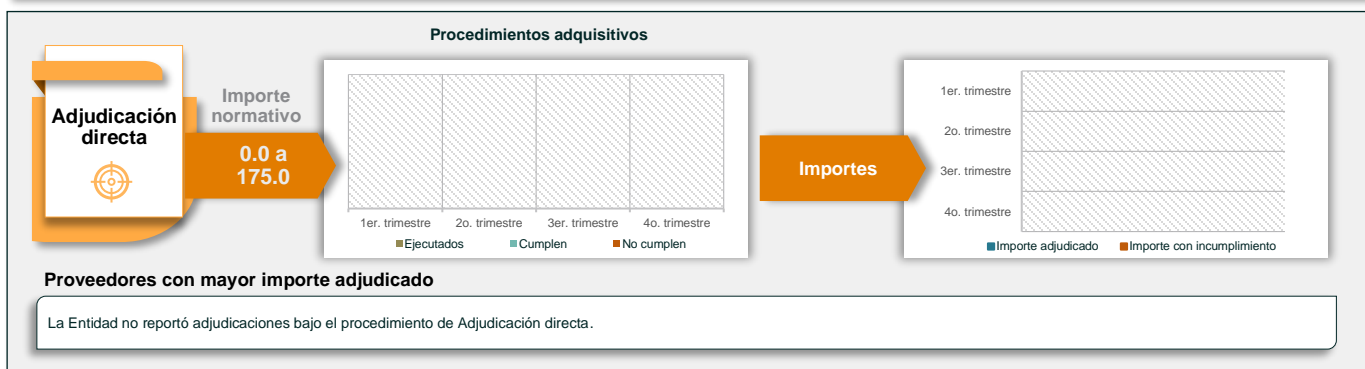 Procedimientos adquisitivos
Adjudicación
directa
Importe
normativo
0.0 a
175.0
1er. trimestre 2o. trimestre 3er. trimestre 4o. trimestre
Ejecutados Cumplen No cumplen
Importes
1er. trimestre
2o. trimestre
3er. trimestre
4o. trimestre
Importe adjudicado Importe con incumplimiento
Proveedores con mayor importe adjudicado
La Entidad no reportó adjudicaciones bajo el procedimiento de Adjudicación directa.